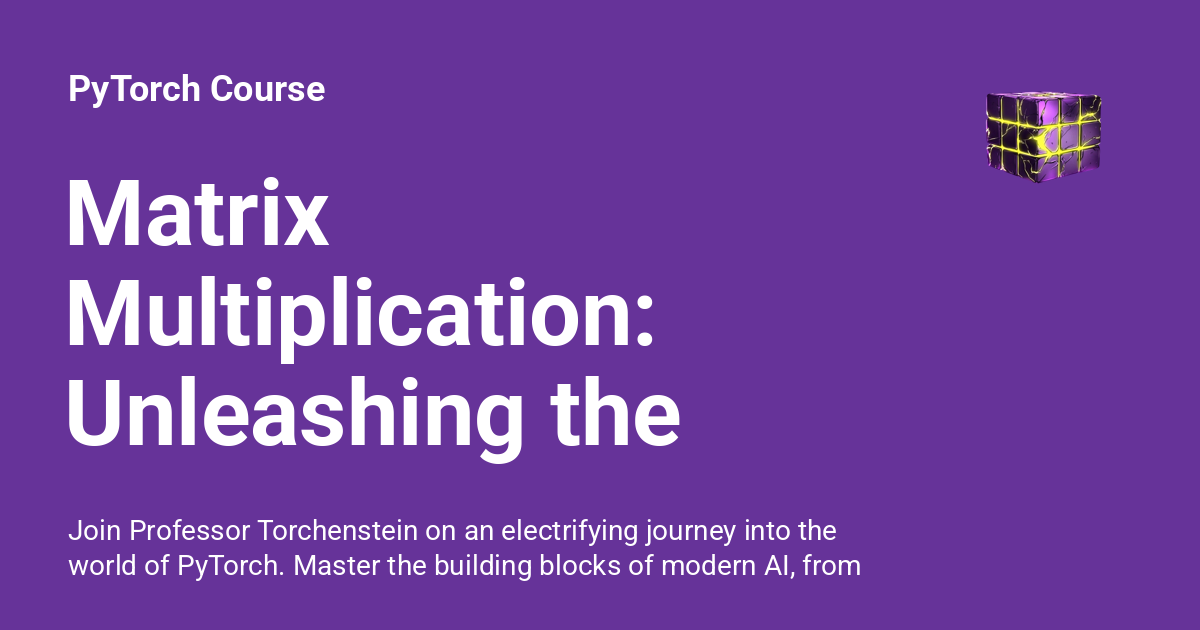 PyTorch Course
Matrix
Multiplication:
Unleashing the
Join Professor Torchenstein on an electrifying journey into the
world of PyTorch. Master the building blocks of modern AI, from